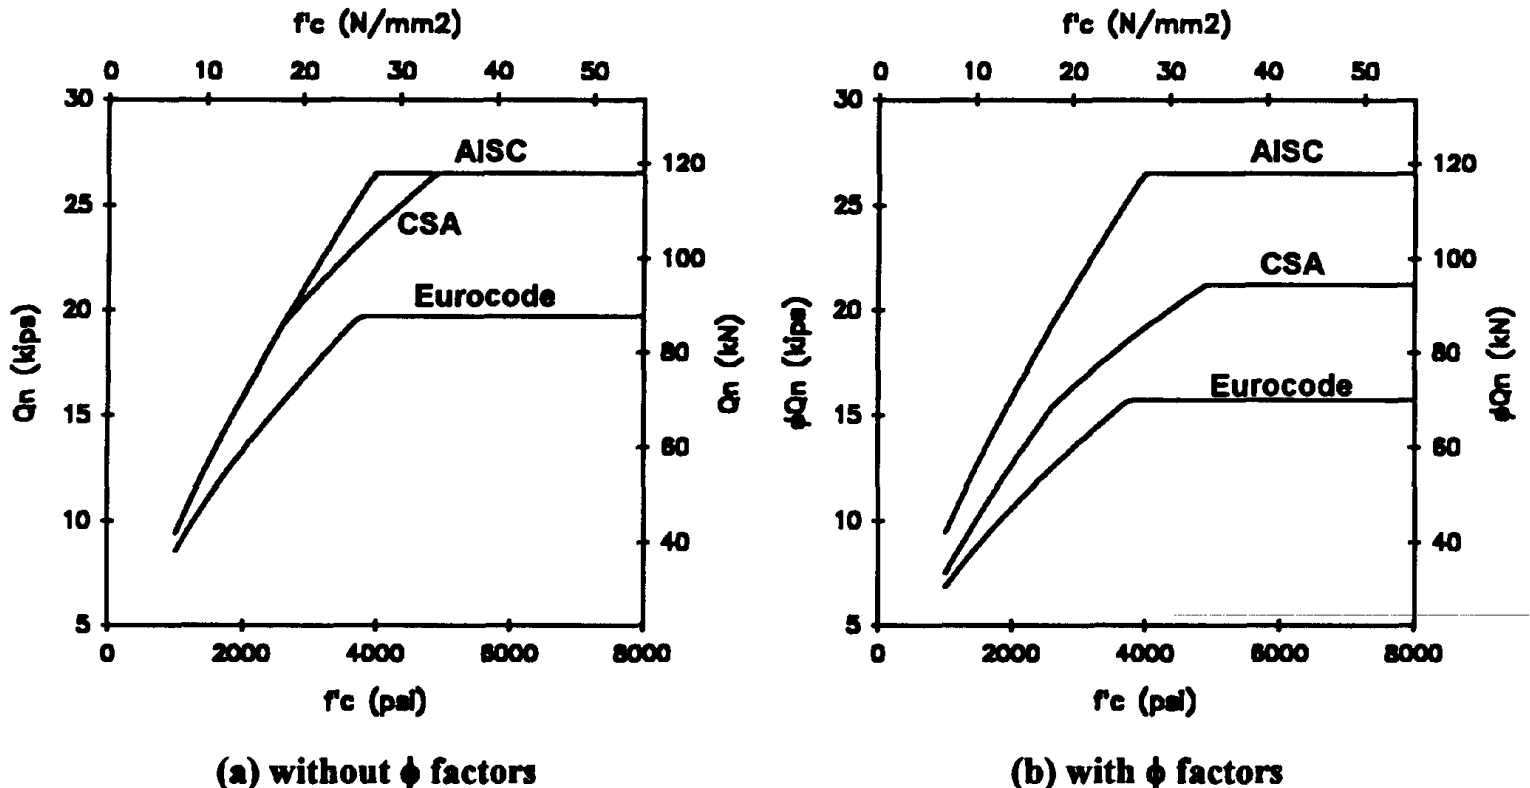 f'c (N/mm2)
0 10 20 30 40 50
30
25
20
15
10
5
Qn (kips)
AISC
CSA
Eurocode
120
100
80
60
40
Qn (kN)
0 2000 4000 6000 8000
f'c (psi)
(a) without ϕ factors
f'c (N/mm2)
0 10 20 30 40 50
30
25
20
15
10
5
ϕQn (kips)
AISC
CSA
Eurocode
120
100
80
60
40
ϕQn (kN)
0 2000 4000 6000 8000
f'c (psi)
(b) with ϕ factors